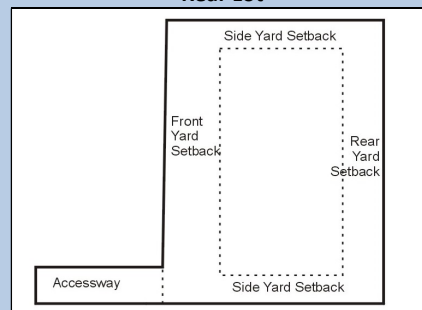 Side Yard Setback
Front
Yard
Setback
Rear
Yard
Setback
Accessway
Side Yard Setback